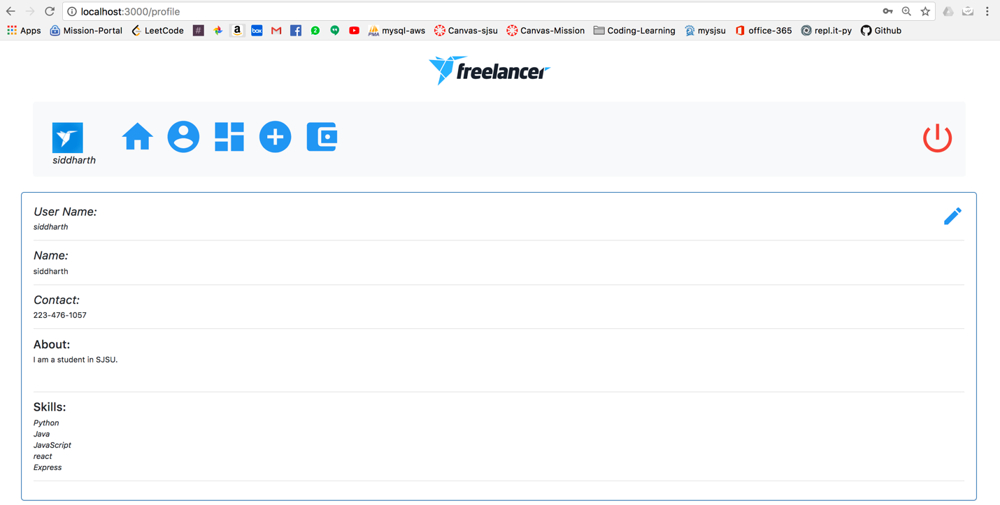 localhost:3000/profile
Apps Mission-Portal LeetCode # a box mysql-aws Canvas-sjsu Canvas-Mission Coding-Learning mysjsu office-365 repl.it-py Github
freelancer
siddharth
User Name:
siddharth
Name:
siddharth
Contact:
223-476-1057
About:
I am a student in SJSU.
Skills:
Python
Java
JavaScript
react
Express